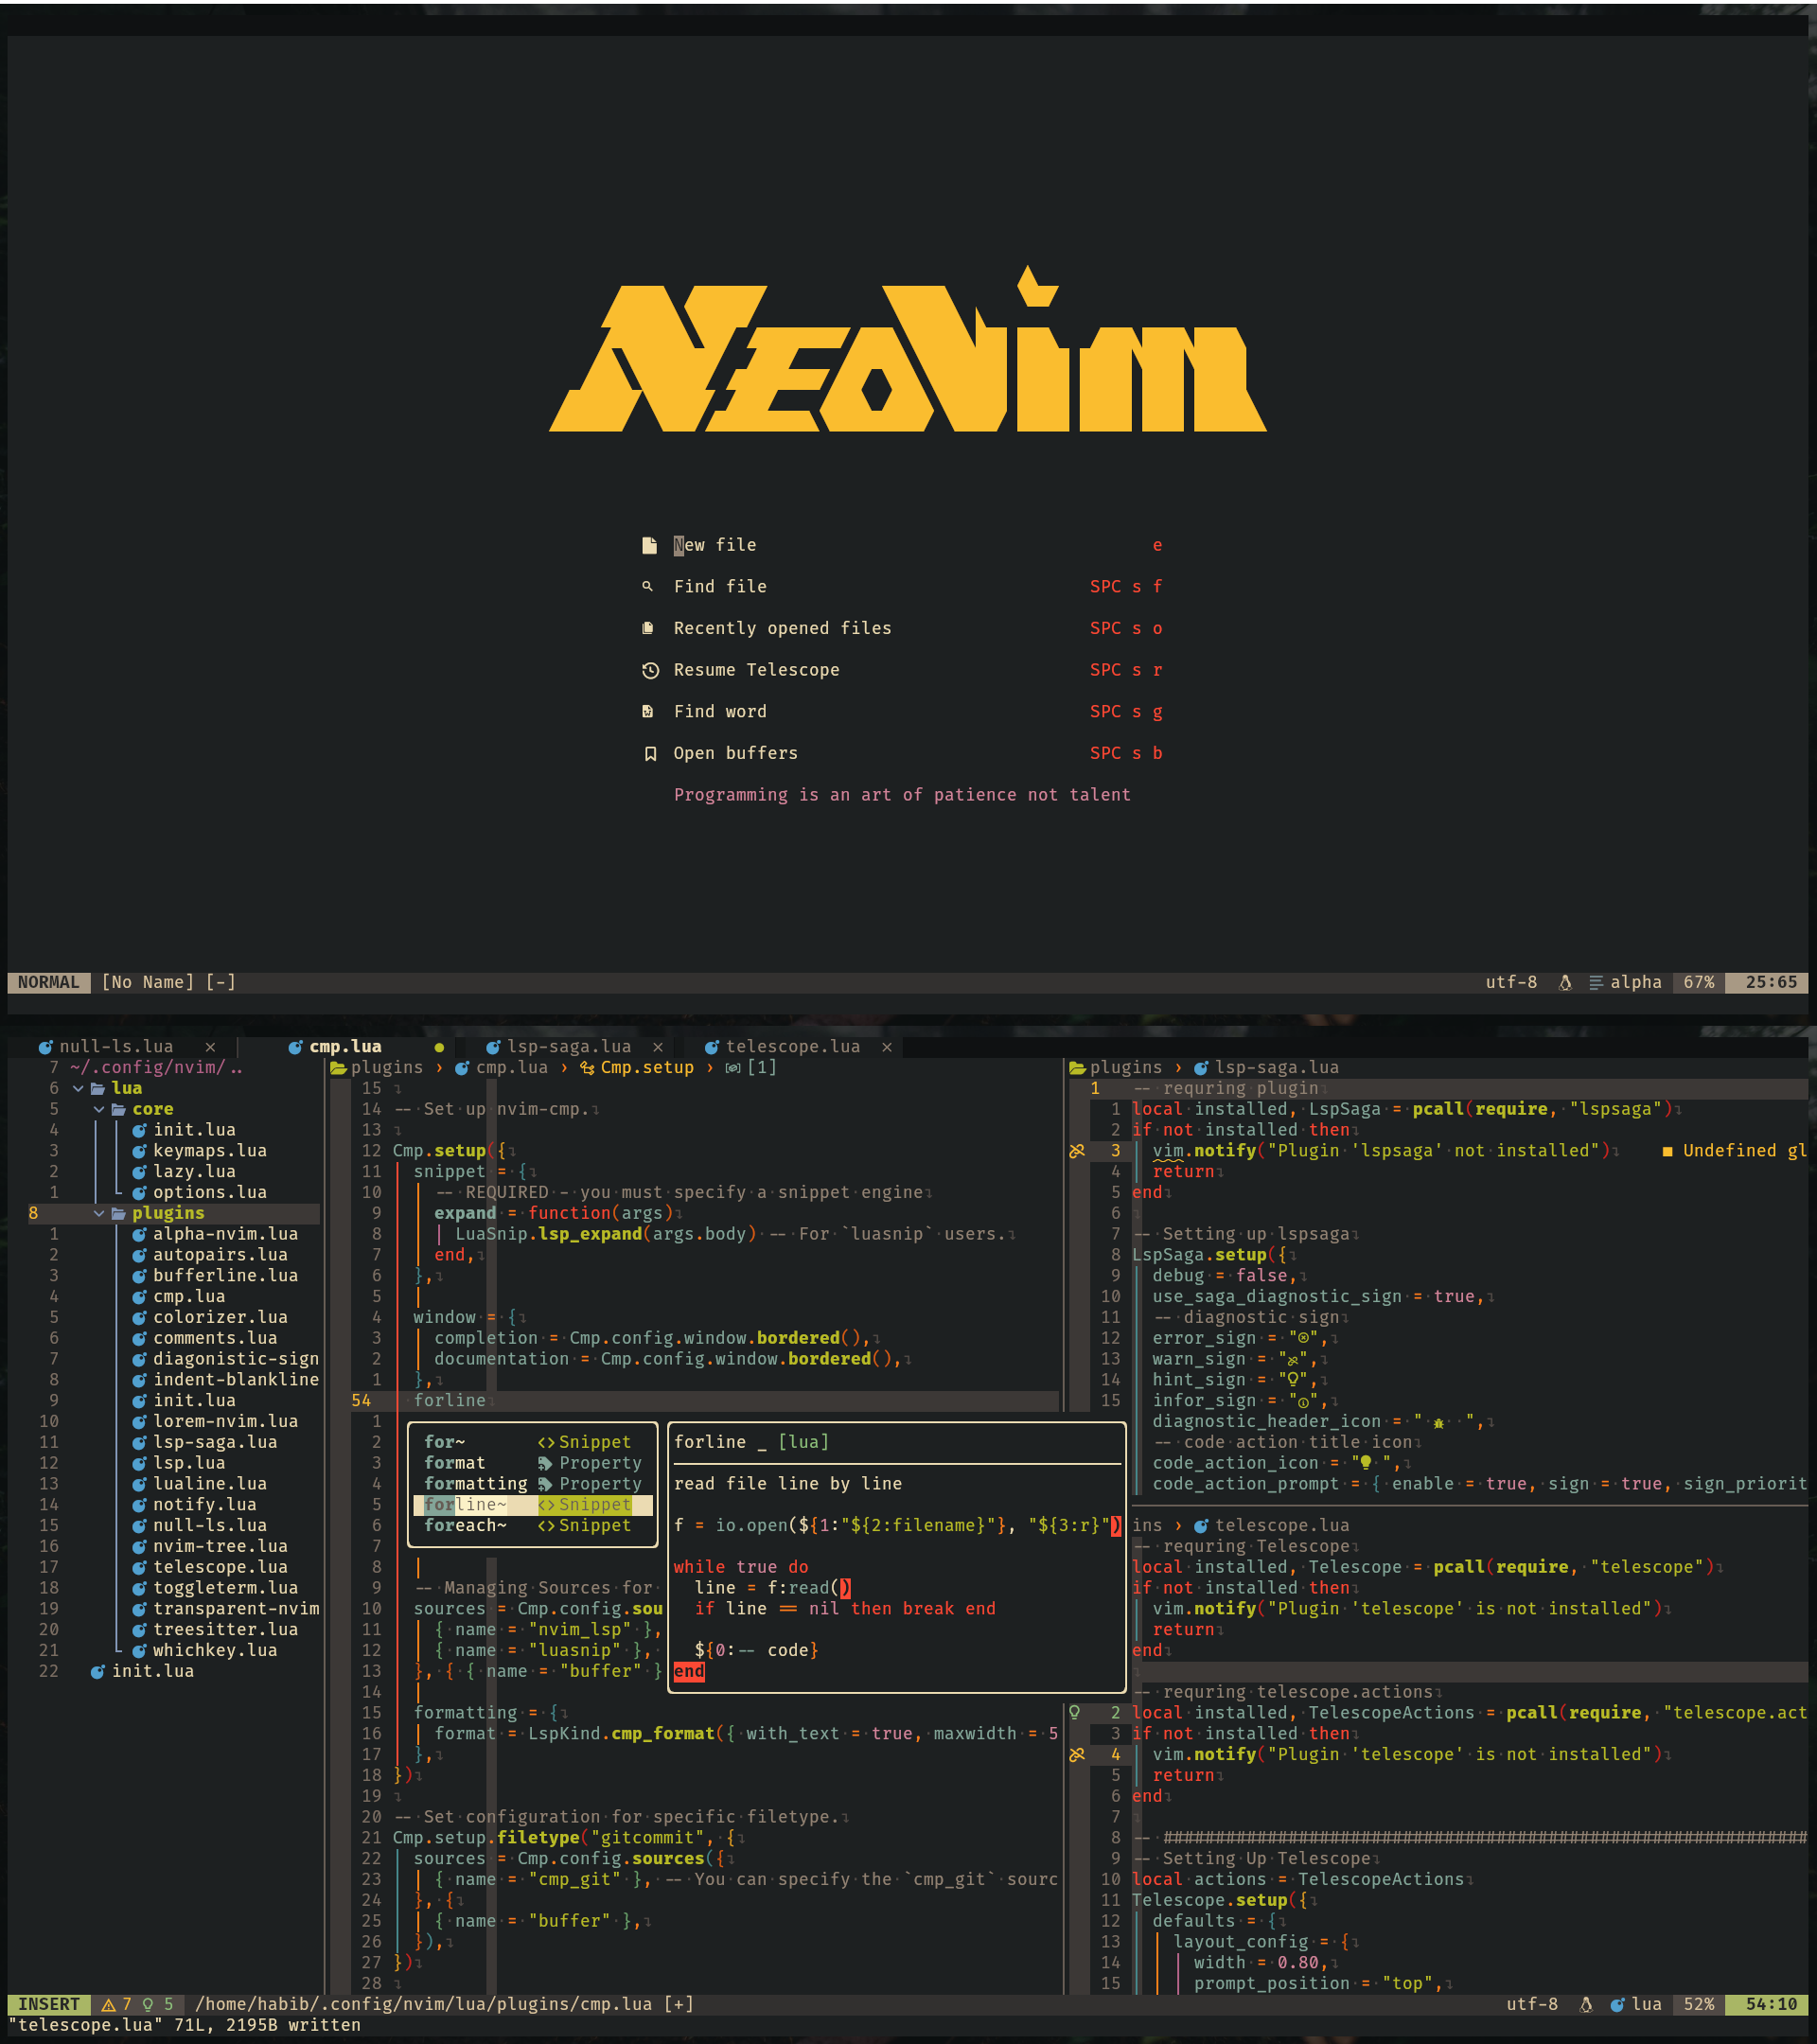 NEOVim
New file e
Find file SPC s f
Recently opened files SPC s o
Resume Telescope SPC s r
Find word SPC s g
Open buffers SPC s b
Programming is an art of patience not talent
NORMAL [No Name] [-] utf-8 alpha 67% 25:65
null-ls.lua × cmp.lua ● lsp-saga.lua × telescope.lua ×
7 ~/.config/nvim/..
6 lua
5 core
4 init.lua
3 keymaps.lua
2 lazy.lua
1 options.lua
8 plugins
1 alpha-nvim.lua
2 autopairs.lua
3 bufferline.lua
4 cmp.lua
5 colorizer.lua
6 comments.lua
7 diagonistic-sign
8 indent-blankline
9 init.lua
10 lorem-nvim.lua
11 lsp-saga.lua
12 lsp.lua
13 lualine.lua
14 notify.lua
15 null-ls.lua
16 nvim-tree.lua
17 telescope.lua
18 toggleterm.lua
19 transparent-nvim
20 treesitter.lua
21 whichkey.lua
22 init.lua
plugins › cmp.lua › Cmp.setup › [1]
15
14 -- Set up nvim-cmp.
13
12 Cmp.setup({
11 snippet = {
10 -- REQUIRED - you must specify a snippet engine
9 expand = function(args)
8 LuaSnip.lsp_expand(args.body) -- For `luasnip` users.
7 end,
6 },
5
4 window = {
3 completion = Cmp.config.window.bordered(),
2 documentation = Cmp.config.window.bordered(),
1 },
54 forline
1
2
3
4
5
6
7
8
9 -- Managing Sources for
10 sources = Cmp.config.sou
11 { name = "nvim_lsp" },
12 { name = "luasnip" },
13 }, { { name = "buffer" }
14
15 formatting = {
16 format = LspKind.cmp_format({ with_text = true, maxwidth = 5
17 },
18 })
19
20 -- Set configuration for specific filetype.
21 Cmp.setup.filetype("gitcommit", {
22 sources = Cmp.config.sources({
23 { name = "cmp_git" }, -- You can specify the `cmp_git` sourc
24 }, {
25 { name = "buffer" },
26 }),
27 })
28
for~ <> Snippet
format Property
formatting Property
forline~ <> Snippet
foreach~ <> Snippet
forline _ [lua]
read file line by line
f = io.open(${1:"${2:filename}"}, "${3:r}")
while true do
line = f:read()
if line == nil then break end
${0:-- code}
end
plugins › lsp-saga.lua
1 -- requring plugin
1 local installed, LspSaga = pcall(require, "lspsaga")
2 if not installed then
3 vim.notify("Plugin 'lspsaga' not installed") ■ Undefined gl
4 return
5 end
6
7 -- Setting up lspsaga
8 LspSaga.setup({
9 debug = false,
10 use_saga_diagnostic_sign = true,
11 -- diagnostic sign
12 error_sign = "",
13 warn_sign = "",
14 hint_sign = "",
15 infor_sign = "",
diagnostic_header_icon = " ",
-- code action title icon
code_action_icon = " ",
code_action_prompt = { enable = true, sign = true, sign_priorit
ins › telescope.lua
-- requring Telescope
local installed, Telescope = pcall(require, "telescope")
if not installed then
vim.notify("Plugin 'telescope' is not installed")
return
end
-- requring telescope.actions
2 local installed, TelescopeActions = pcall(require, "telescope.act
3 if not installed then
4 vim.notify("Plugin 'telescope' is not installed")
5 return
6 end
7
8 -- ##############################################################
9 -- Setting Up Telescope
10 local actions = TelescopeActions
11 Telescope.setup({
12 defaults = {
13 layout_config = {
14 width = 0.80,
15 prompt_position = "top",
INSERT 7 5 /home/habib/.config/nvim/lua/plugins/cmp.lua [+] utf-8 lua 52% 54:10
"telescope.lua" 71L, 2195B written